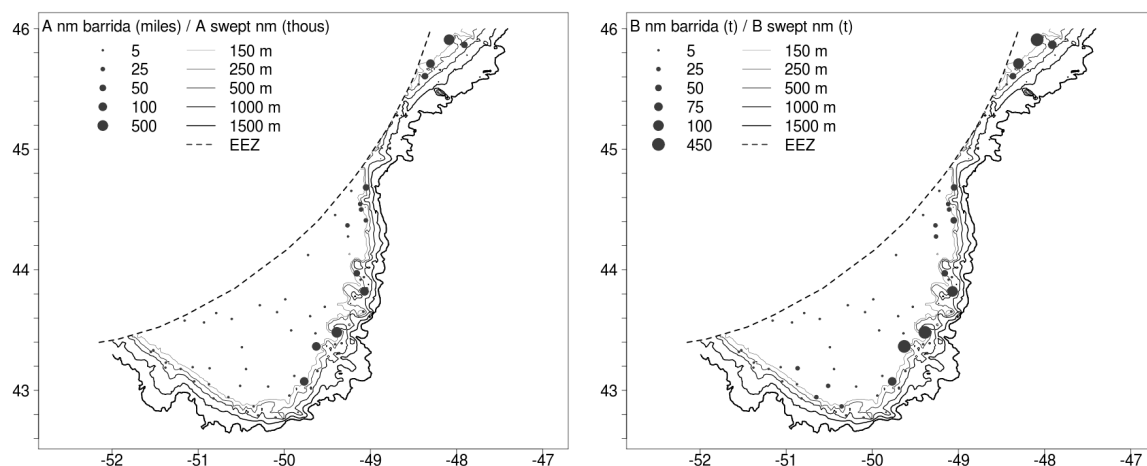 A nm barrida (miles) / A swept nm (thous)
5 150 m
25 250 m
50 500 m
100 1000 m
500 1500 m
EEZ
46
45
44
43
-52 -51 -50 -49 -48 -47
B nm barrida (t) / B swept nm (t)
5 150 m
25 250 m
50 500 m
75 1000 m
100 1500 m
450 EEZ
46
45
44
43
-52 -51 -50 -49 -48 -47